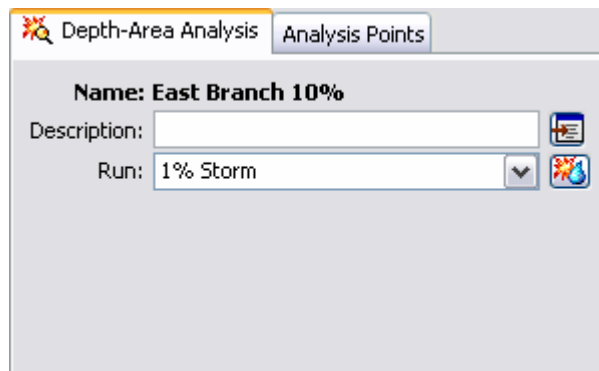 Depth-Area Analysis Analysis Points
Name: East Branch 10%
Description:
Run: 1% Storm